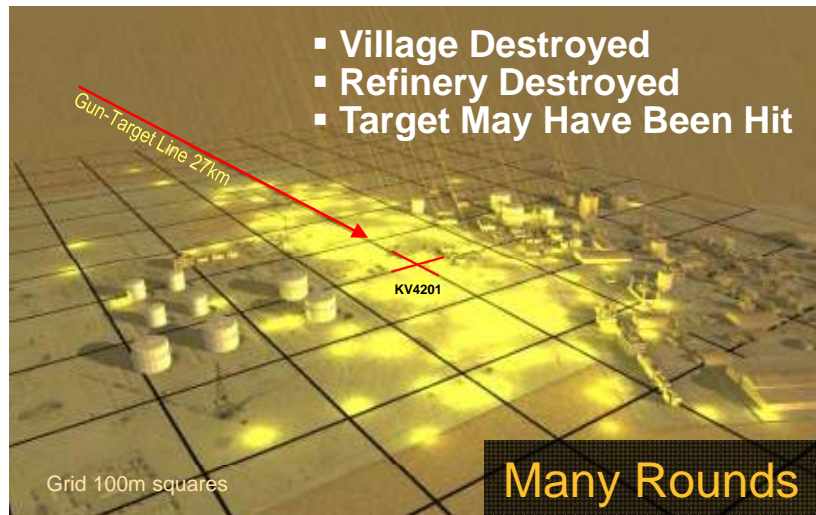 ▪ Village Destroyed
▪ Refinery Destroyed
▪ Target May Have Been Hit
Gun-Target Line 27km
KV4201
Grid 100m squares
Many Rounds